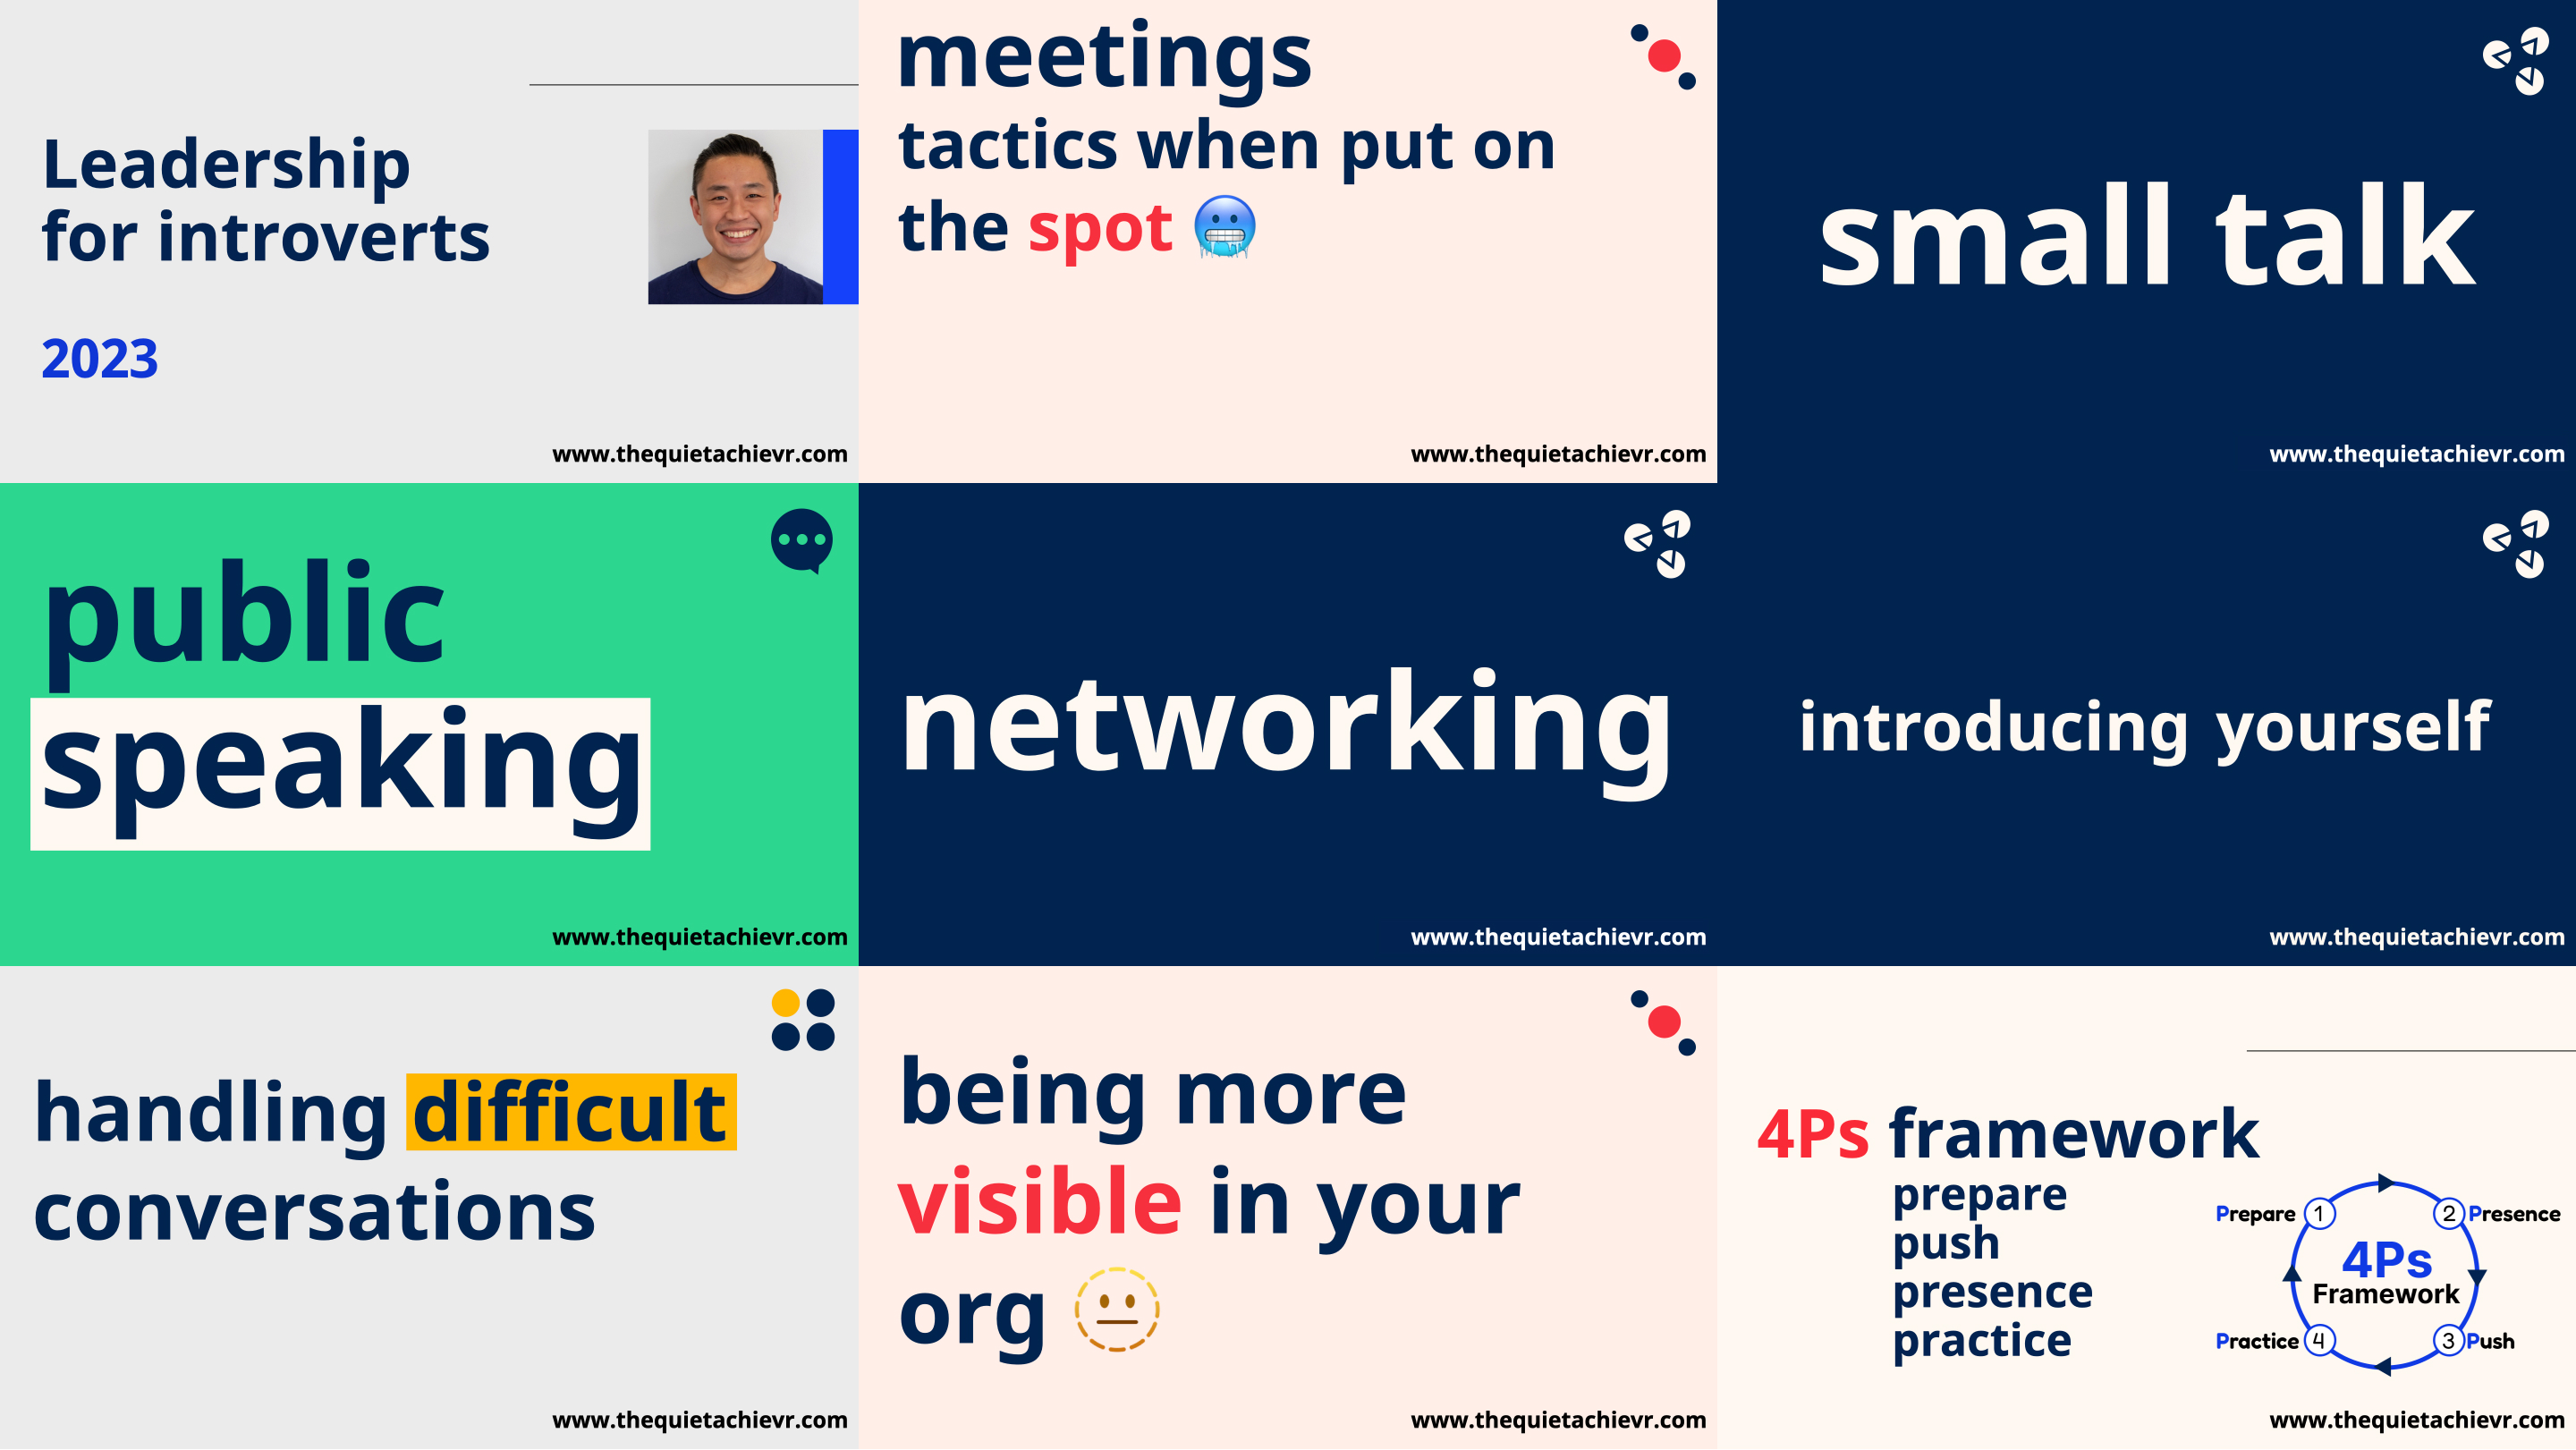 Leadership
for introverts
2023
www.thequietachievr.com
meetings
tactics when put on
the spot
www.thequietachievr.com
small talk
www.thequietachievr.com
public
speaking
www.thequietachievr.com
networking
www.thequietachievr.com
introducing yourself
www.thequietachievr.com
handling difficult
conversations
www.thequietachievr.com
being more
visible in your
org
www.thequietachievr.com
4Ps framework
prepare
push
presence
practice
Prepare 1
2 Presence
4Ps
Framework
Practice 4
3 Push
www.thequietachievr.com